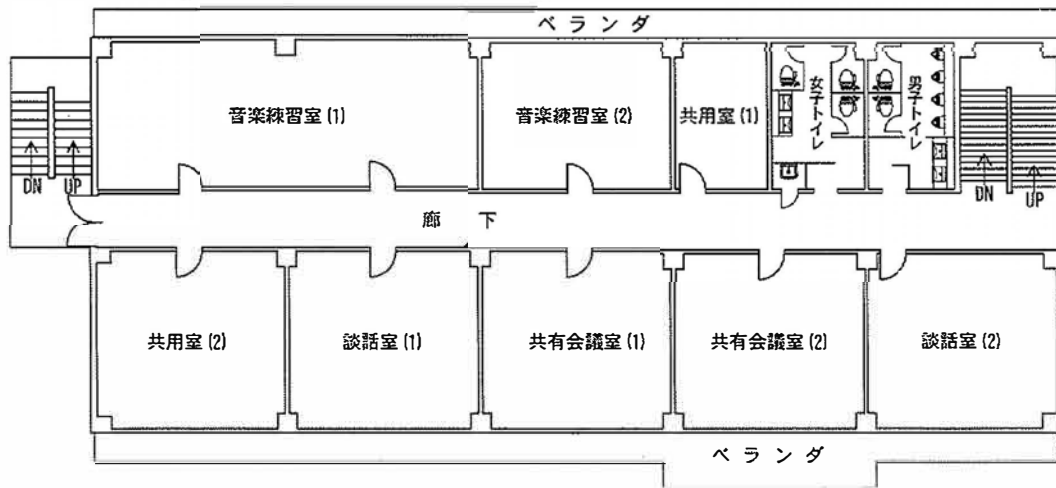 ベランダ
音楽練習室(1)
音楽練習室(2)
共用室(1)
女子トイレ
男子トイレ
DN
UP
DN
UP
廊下
共用室(2)
談話室(1)
共有会議室(1)
共有会議室(2)
談話室(2)
ベランダ